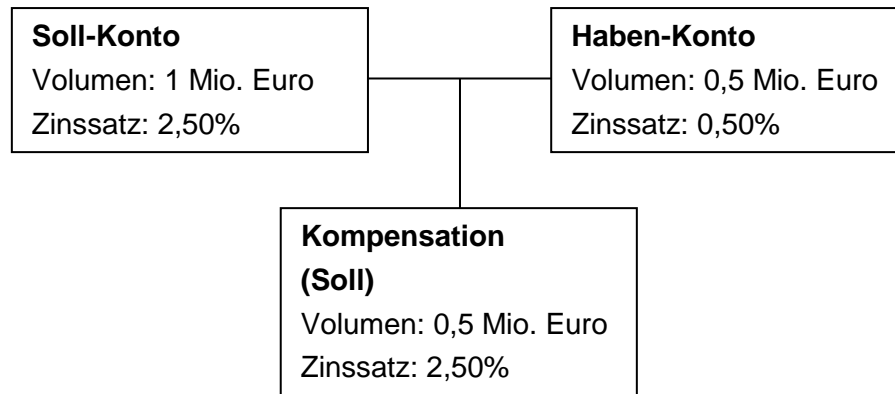 Soll-Konto
Volumen: 1 Mio. Euro
Zinssatz: 2,50%
Haben-Konto
Volumen: 0,5 Mio. Euro
Zinssatz: 0,50%
Kompensation
(Soll)
Volumen: 0,5 Mio. Euro
Zinssatz: 2,50%